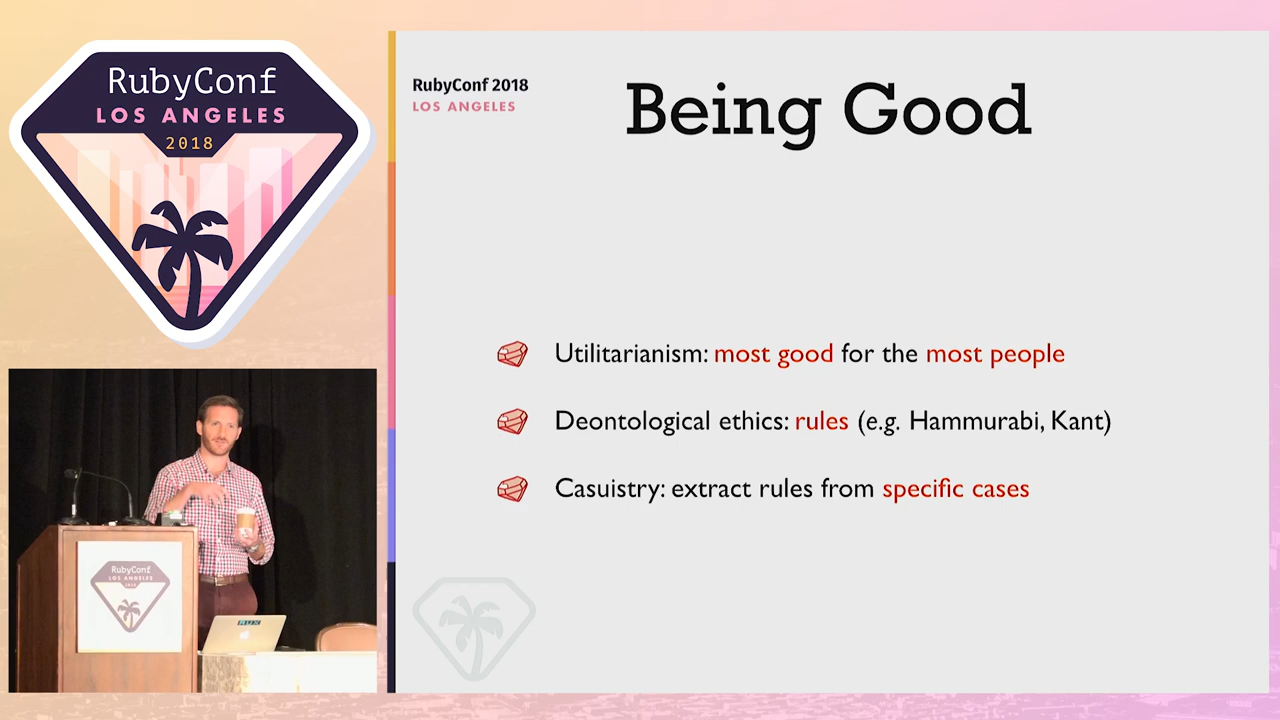 RubyConf
LOS ANGELES
2018
RubyConf 2018
LOS ANGELES
Being Good
Utilitarianism: most good for the most people
Deontological ethics: rules (e.g. Hammurabi, Kant)
Casuistry: extract rules from specific cases
RubyConf
LOS ANGELES
2018